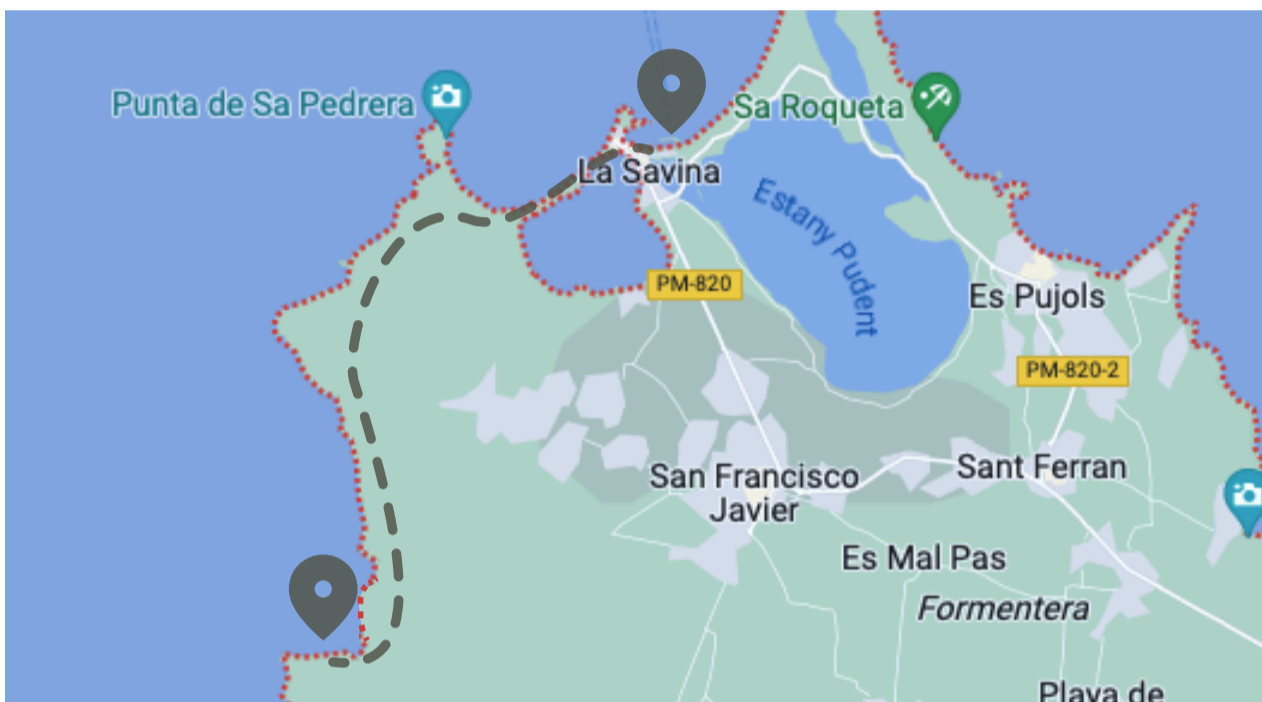 Punta de Sa Pedrera
Sa Roqueta
La Savina
Estany Pudent
PM-820
Es Pujols
PM-820-2
San Francisco
Javier
Sant Ferran
Es Mal Pas
Formentera
Playa de